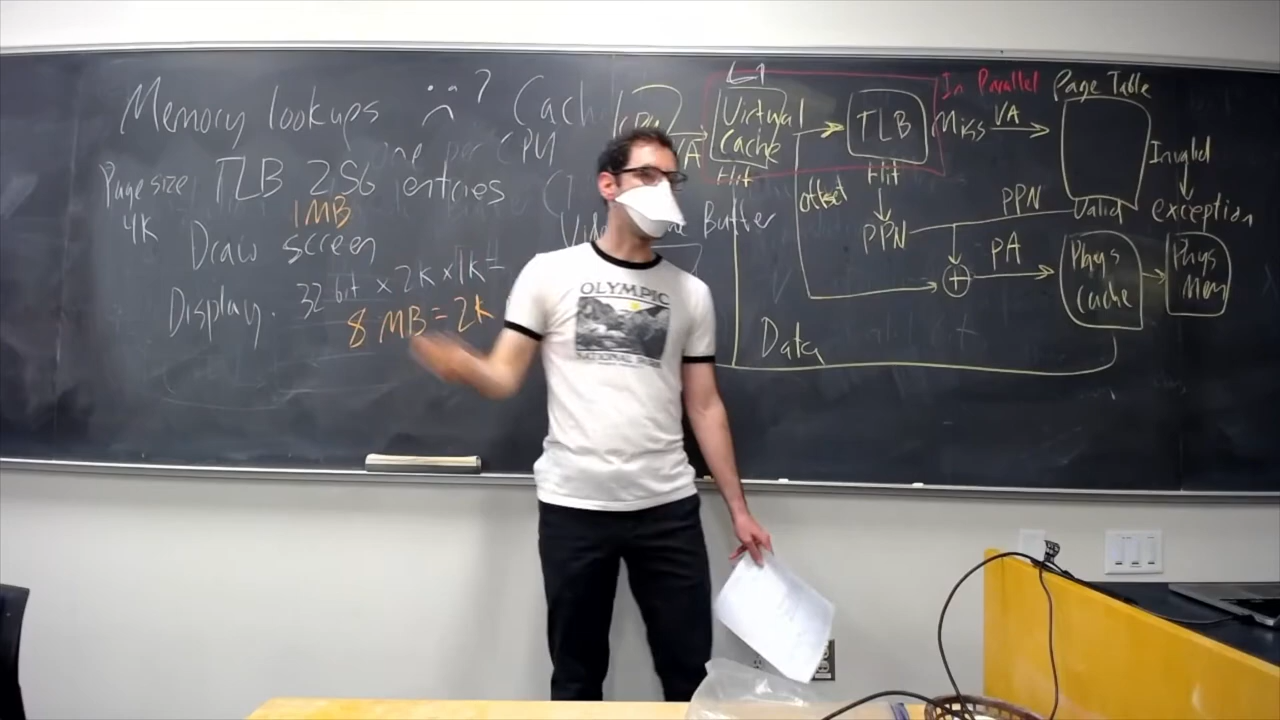 Memory lookups :( ?
Page size
4K
TLB 256 entries
one per CPU
1MB
Draw screen
Display. 32 bit × 2k × 1k
8 MB = 2k
Buffer
L1
Virtual
Cache
Hit
TLB
Hit
PPN
offset
In Parallel
Miss
VA
Page Table
Invalid
exception
Valid
PPN
+
PA
Phys
Cache
Phys
Mem
Data
OLYMPIC
NATIONAL PARK